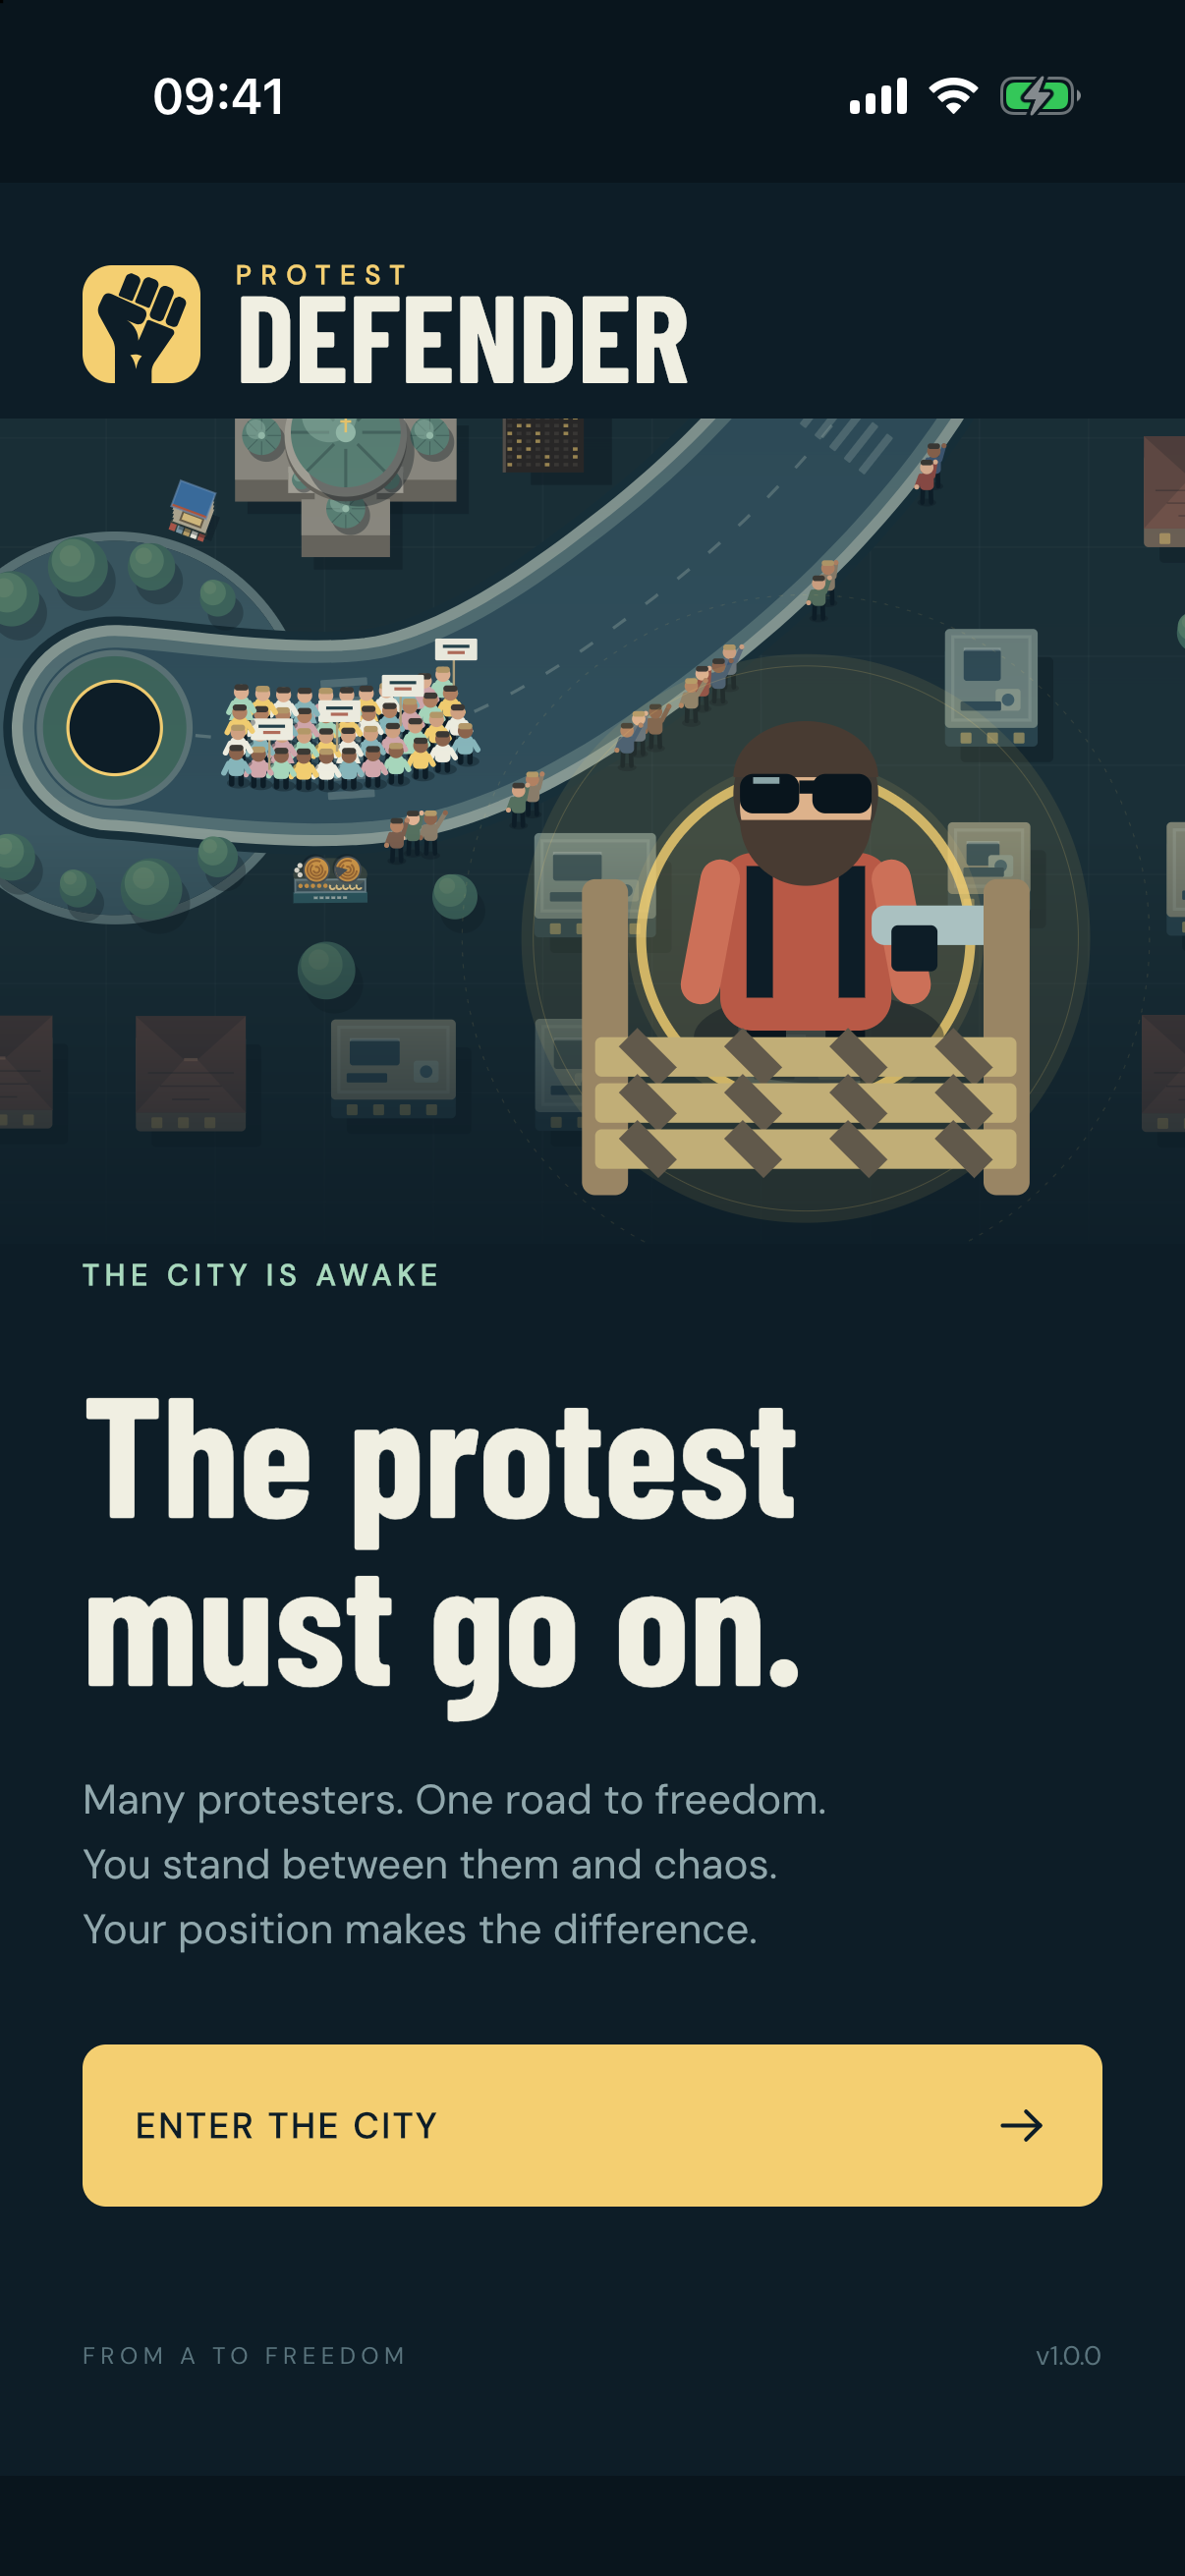 09:41
PROTEST
DEFENDER
THE CITY IS AWAKE
The protest
must go on.
Many protesters. One road to freedom.
You stand between them and chaos.
Your position makes the difference.
ENTER THE CITY
FROM A TO FREEDOM
v1.0.0